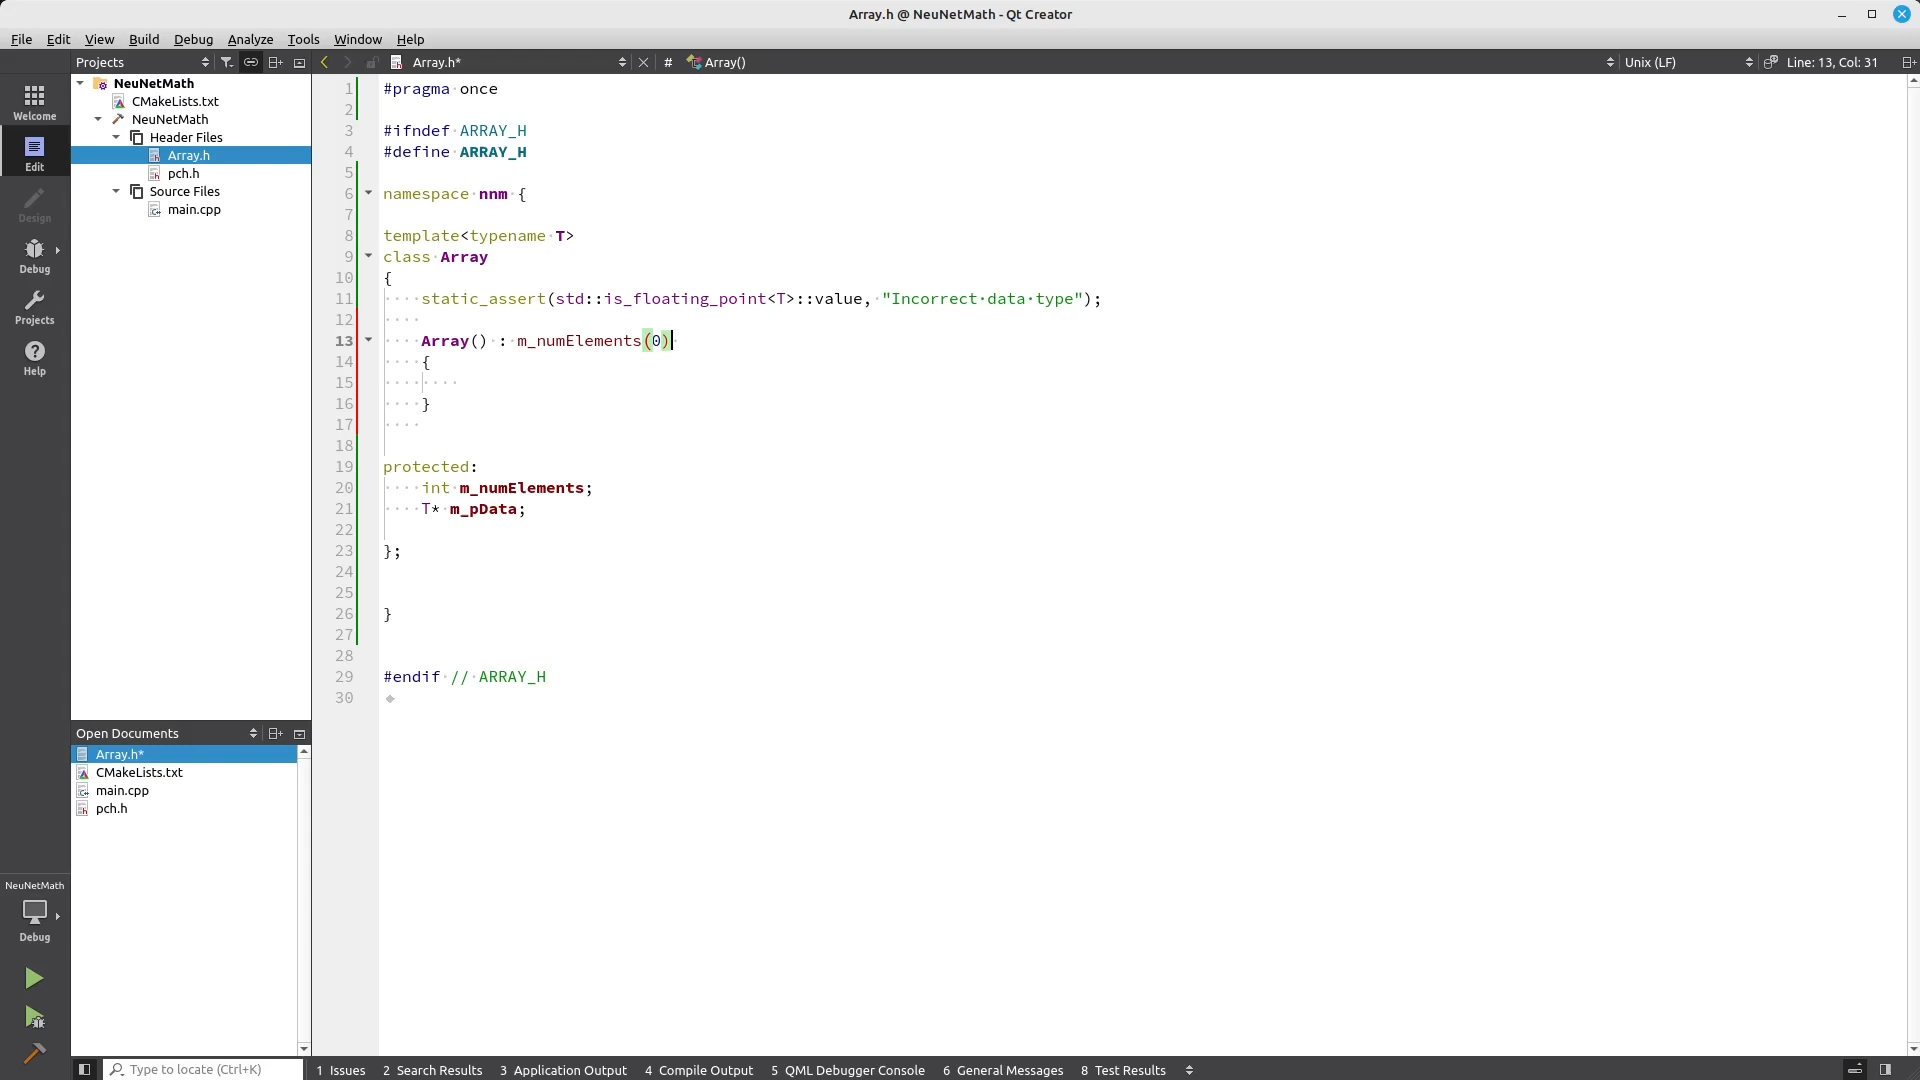 Array.h @ NeuNetMath - Qt Creator
File Edit View Build Debug Analyze Tools Window Help
Projects Array.h* # Array() Unix (LF) Line: 13, Col: 31
Welcome
Edit
Design
Debug
Projects
Help
NeuNetMath
CMakeLists.txt
NeuNetMath
Header Files
Array.h
pch.h
Source Files
main.cpp
1 #pragma once
2
3 #ifndef ARRAY_H
4 #define ARRAY_H
5
6 namespace nnm {
7
8 template<typename T>
9 class Array
10 {
11 static_assert(std::is_floating_point<T>::value, "Incorrect data type");
12
13 Array() : m_numElements(0)
14 {
15
16 }
17
18
19 protected:
20 int m_numElements;
21 T* m_pData;
22
23 };
24
25
26 }
27
28
29 #endif // ARRAY_H
30
Open Documents
Array.h*
CMakeLists.txt
main.cpp
pch.h
NeuNetMath
Debug
Type to locate (Ctrl+K) 1 Issues 2 Search Results 3 Application Output 4 Compile Output 5 QML Debugger Console 6 General Messages 8 Test Results